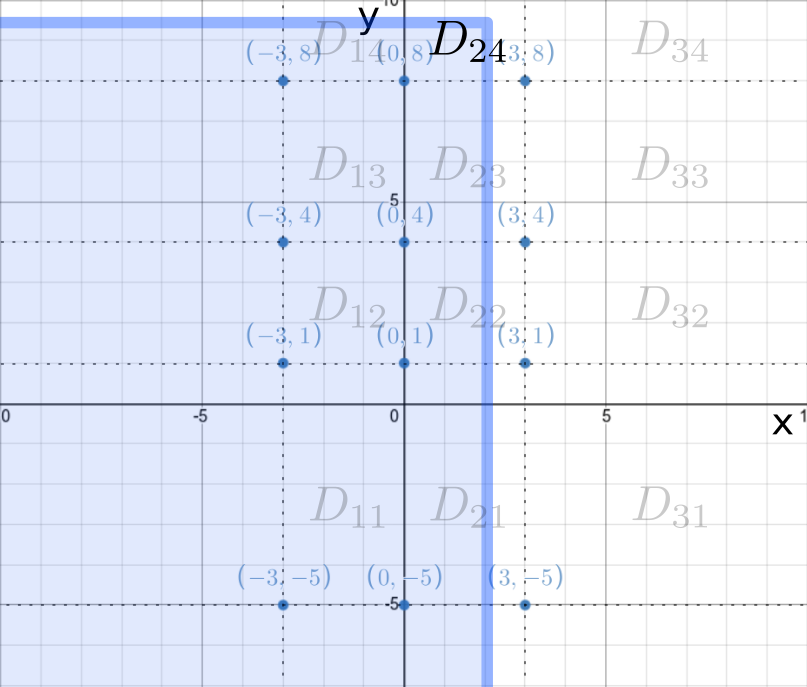 10
y
D₁₄ D₂₄ D₃₄
(−3, 8) (0, 8) (3, 8)
D₁₃ D₂₃ D₃₃
5
(−3, 4) (0, 4) (3, 4)
D₁₂ D₂₂ D₃₂
(−3, 1) (0, 1) (3, 1)
0 -5 0 5 x 1
D₁₁ D₂₁ D₃₁
(−3, −5) (0, −5) (3, −5)
-5